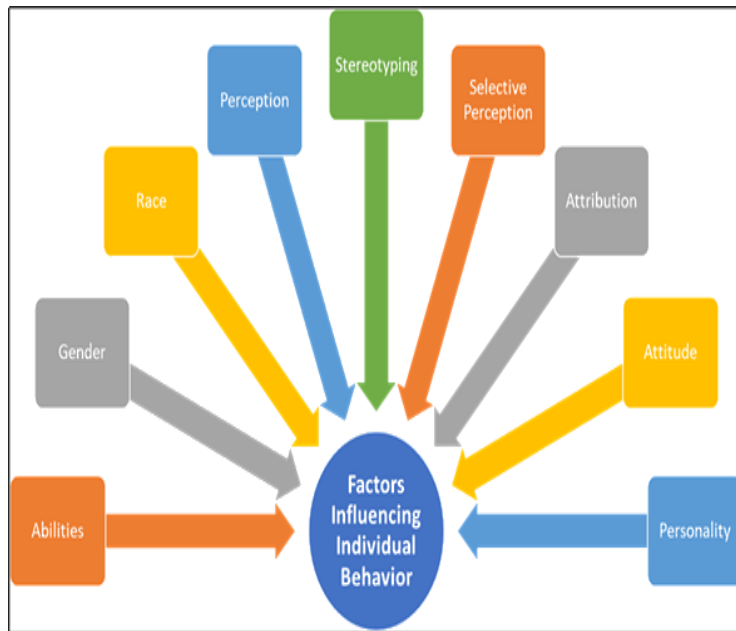 Stereotyping
Perception
Selective
Perception
Race
Attribution
Gender
Attitude
Abilities
Factors
Influencing
Individual
Behavior
Personality